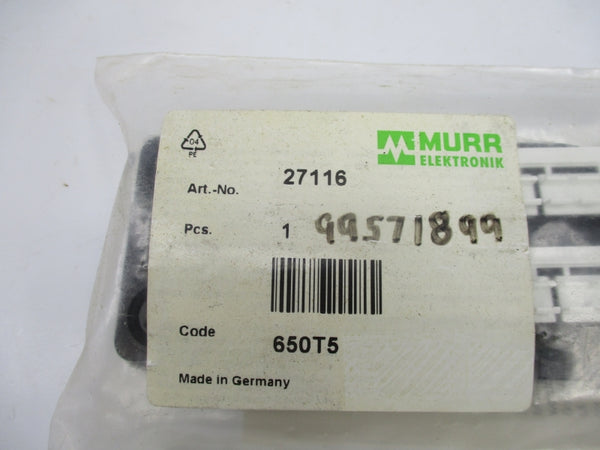 04
PE
MURR
ELEKTRONIK
Art.-No. 27116
Pcs. 1 99571899
Code 650T5
Made in Germany